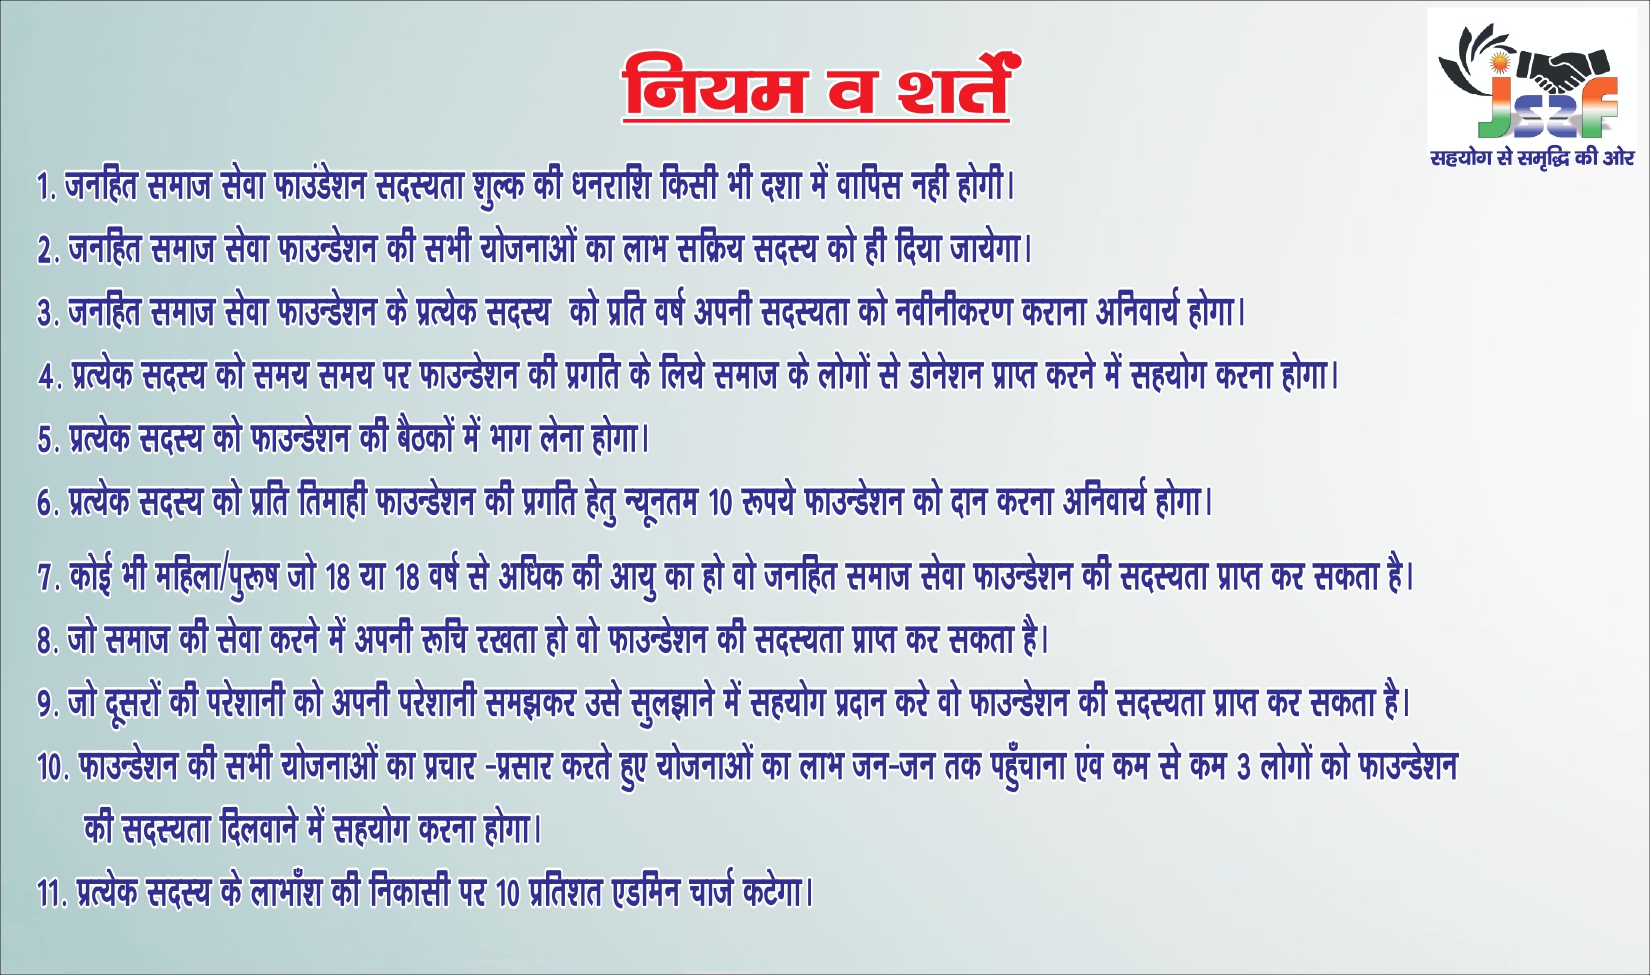 नियम व शर्तें
jssf
सहयोग से समृद्धि की ओर
1. जनहित समाज सेवा फाउंडेशन सदस्यता शुल्क की धनराशि किसी भी दशा में वापिस नही होगी।
2. जनहित समाज सेवा फाउन्डेशन की सभी योजनाओं का लाभ सक्रिय सदस्य को ही दिया जायेगा।
3. जनहित समाज सेवा फाउन्डेशन के प्रत्येक सदस्य को प्रति वर्ष अपनी सदस्यता को नवीनीकरण कराना अनिवार्य होगा।
4. प्रत्येक सदस्य को समय समय पर फाउन्डेशन की प्रगति के लिये समाज के लोगों से डोनेशन प्राप्त करने में सहयोग करना होगा।
5. प्रत्येक सदस्य को फाउन्डेशन की बैठकों में भाग लेना होगा।
6. प्रत्येक सदस्य को प्रति तिमाही फाउन्डेशन की प्रगति हेतु न्यूनतम 10 रूपये फाउन्डेशन को दान करना अनिवार्य होगा।
7. कोई भी महिला/पुरूष जो 18 या 18 वर्ष से अधिक की आयु का हो वो जनहित समाज सेवा फाउन्डेशन की सदस्यता प्राप्त कर सकता है।
8. जो समाज की सेवा करने में अपनी रूचि रखता हो वो फाउन्डेशन की सदस्यता प्राप्त कर सकता है।
9. जो दूसरों की परेशानी को अपनी परेशानी समझकर उसे सुलझाने में सहयोग प्रदान करे वो फाउन्डेशन की सदस्यता प्राप्त कर सकता है।
10. फाउन्डेशन की सभी योजनाओं का प्रचार -प्रसार करते हुए योजनाओं का लाभ जन-जन तक पहुँचाना एंव कम से कम 3 लोगों को फाउन्डेशन
की सदस्यता दिलवाने में सहयोग करना होगा।
11. प्रत्येक सदस्य के लाभाँश की निकासी पर 10 प्रतिशत एडमिन चार्ज कटेगा।